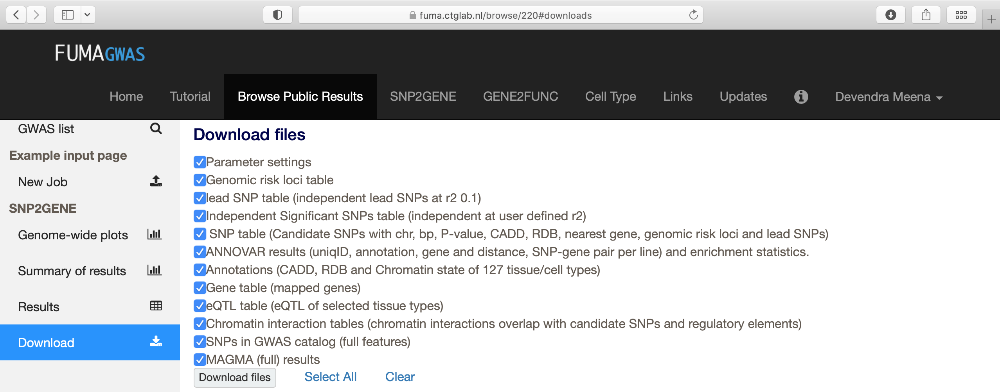 fuma.ctglab.nl/browse/220#downloads
FUMAGWAS
Home Tutorial Browse Public Results SNP2GENE GENE2FUNC Cell Type Links Updates Devendra Meena
GWAS list
Example input page
New Job
SNP2GENE
Genome-wide plots
Summary of results
Results
Download
Download files
Parameter settings
Genomic risk loci table
lead SNP table (independent lead SNPs at r2 0.1)
Independent Significant SNPs table (independent at user defined r2)
SNP table (Candidate SNPs with chr, bp, P-value, CADD, RDB, nearest gene, genomic risk loci and lead SNPs)
ANNOVAR results (uniqID, annotation, gene and distance, SNP-gene pair per line) and enrichment statistics.
Annotations (CADD, RDB and Chromatin state of 127 tissue/cell types)
Gene table (mapped genes)
eQTL table (eQTL of selected tissue types)
Chromatin interaction tables (chromatin interactions overlap with candidate SNPs and regulatory elements)
SNPs in GWAS catalog (full features)
MAGMA (full) results
Download files Select All Clear